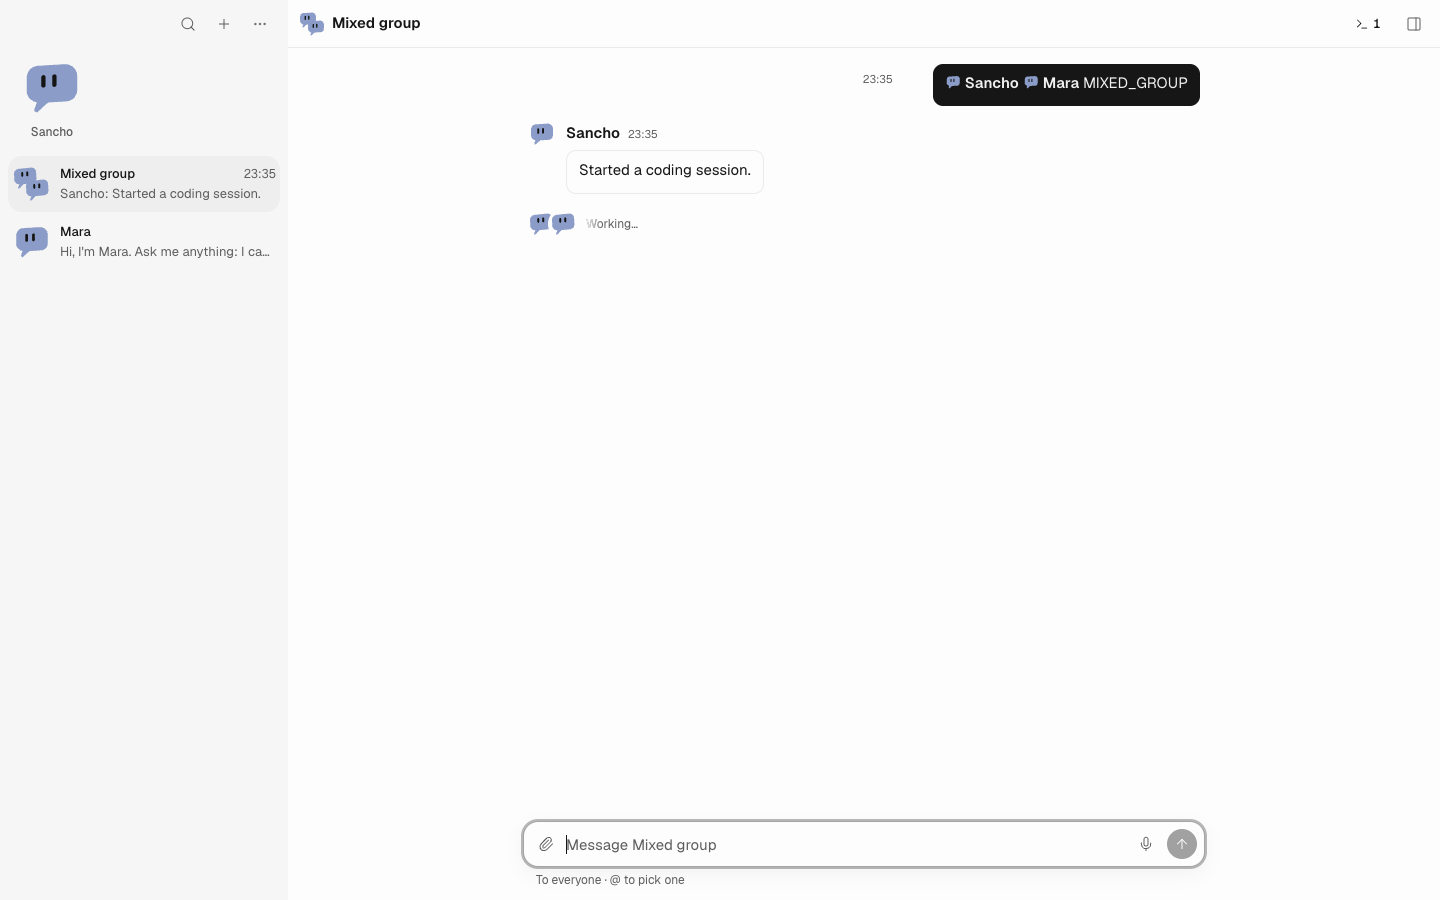 Sancho
Mixed group 23:35
Sancho: Started a coding session.
Mara
Hi, I'm Mara. Ask me anything: I ca…
Mixed group
1
23:35
Sancho Mara MIXED_GROUP
Sancho 23:35
Started a coding session.
Working…
Message Mixed group
To everyone · @ to pick one